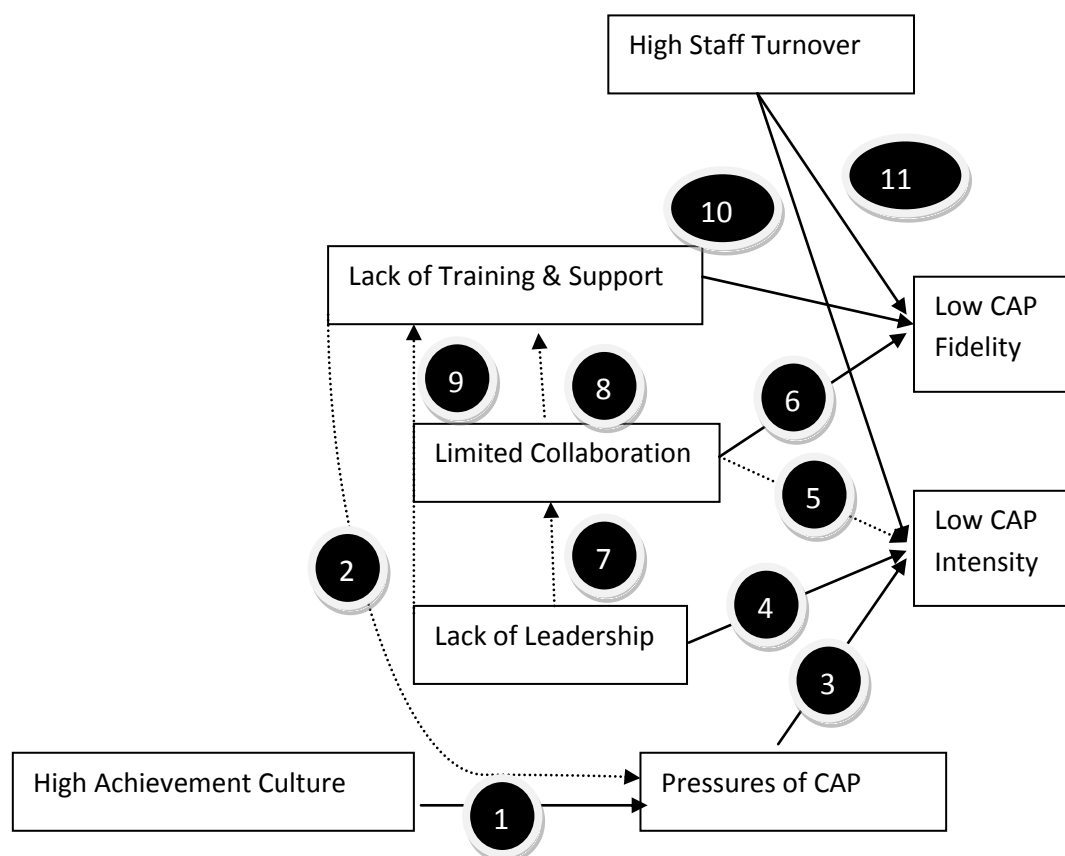 High Staff Turnover
11
10
Lack of Training & Support
Low CAP
Fidelity
9
8
6
Limited Collaboration
5
Low CAP
Intensity
2
7
4
Lack of Leadership
3
High Achievement Culture
Pressures of CAP
1